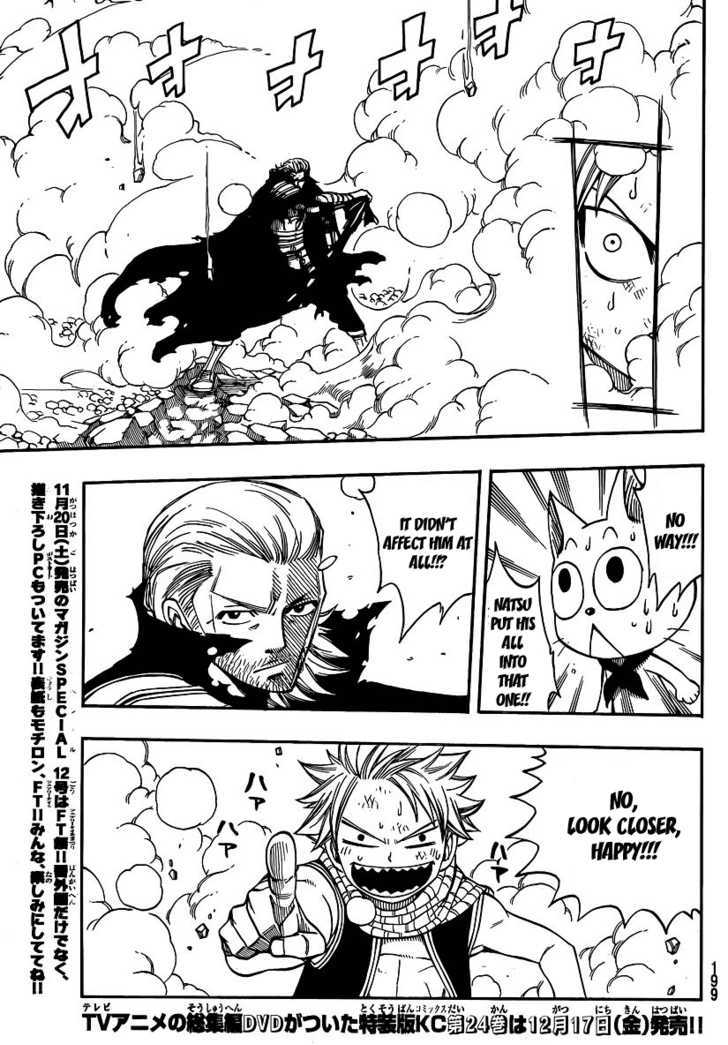 オオオオオオ
NO
WAY!!!
NATSU
PUT HIS
ALL
INTO
THAT
ONE!!
IT DIDN'T
AFFECT HIM AT
ALL!!?
NO,
LOOK CLOSER,
HAPPY!!!
ハァ
ハァ
11月20日(土)発売のマガジンSPECIAL 12号はFT祭!!番外編だけでなく、
描き下ろしPCもついてます!!表紙もモチロン、FT!!みんな、楽しみにしててね!!
TVアニメの総集編DVDがついた特装版KC第24巻は12月17日(金)発売!!
199